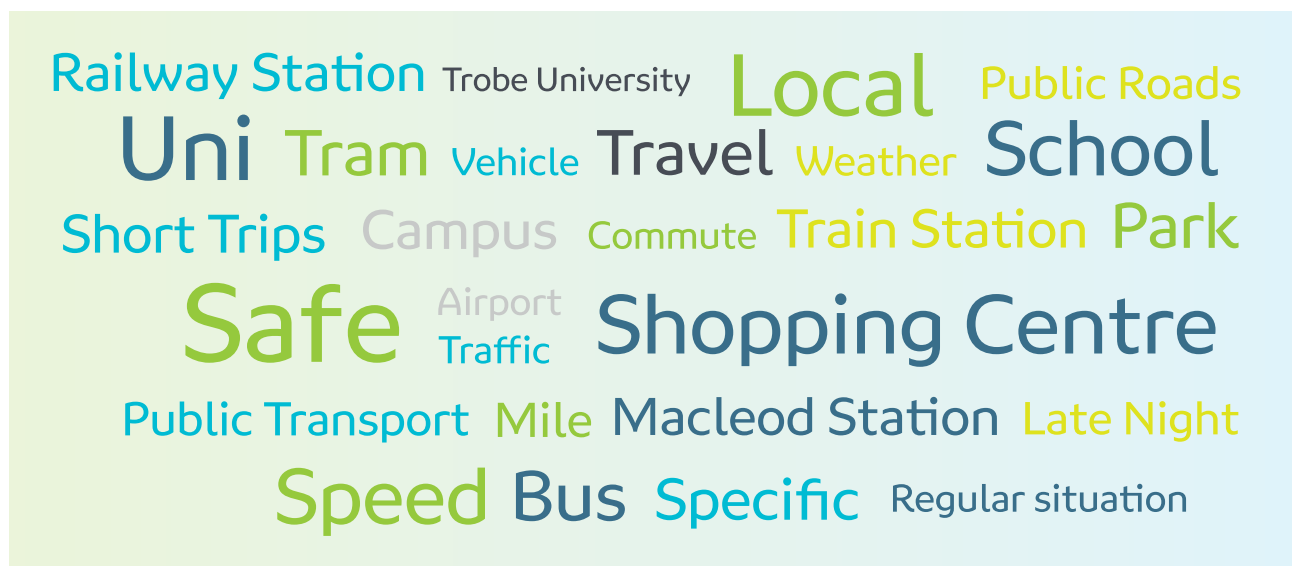 Railway Station Trobe University Local Public Roads
Uni Tram Vehicle Travel Weather School
Short Trips Campus Commute Train Station Park
Safe Airport Shopping Centre
Traffic
Public Transport Mile Macleod Station Late Night
Speed Bus Specific Regular situation